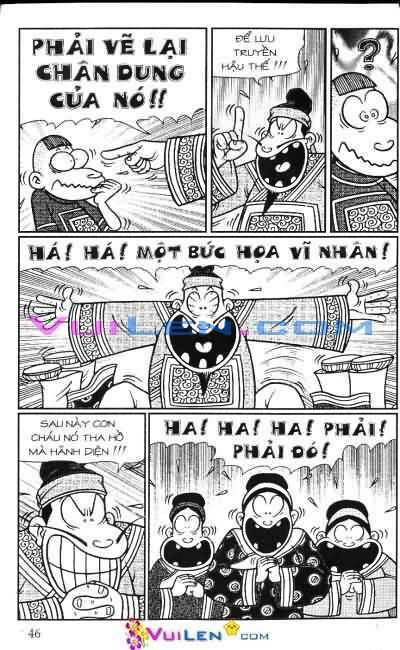 PHẢI VẼ LẠI
CHÂN DUNG
CỦA NÓ!!
ĐỂ LƯU
TRUYỀN
HẬU THẾ!!!
?
HÁ! HÁ! MỘT BỨC HỌA VĨ NHÂN!
VuiLen.com
SAU NÀY CON
CHÁU NÓ THA HỒ
MÀ HÃNH DIỆN!!!
HA! HA! HA! PHẢI!
PHẢI ĐÓ!
46
VuiLen.com